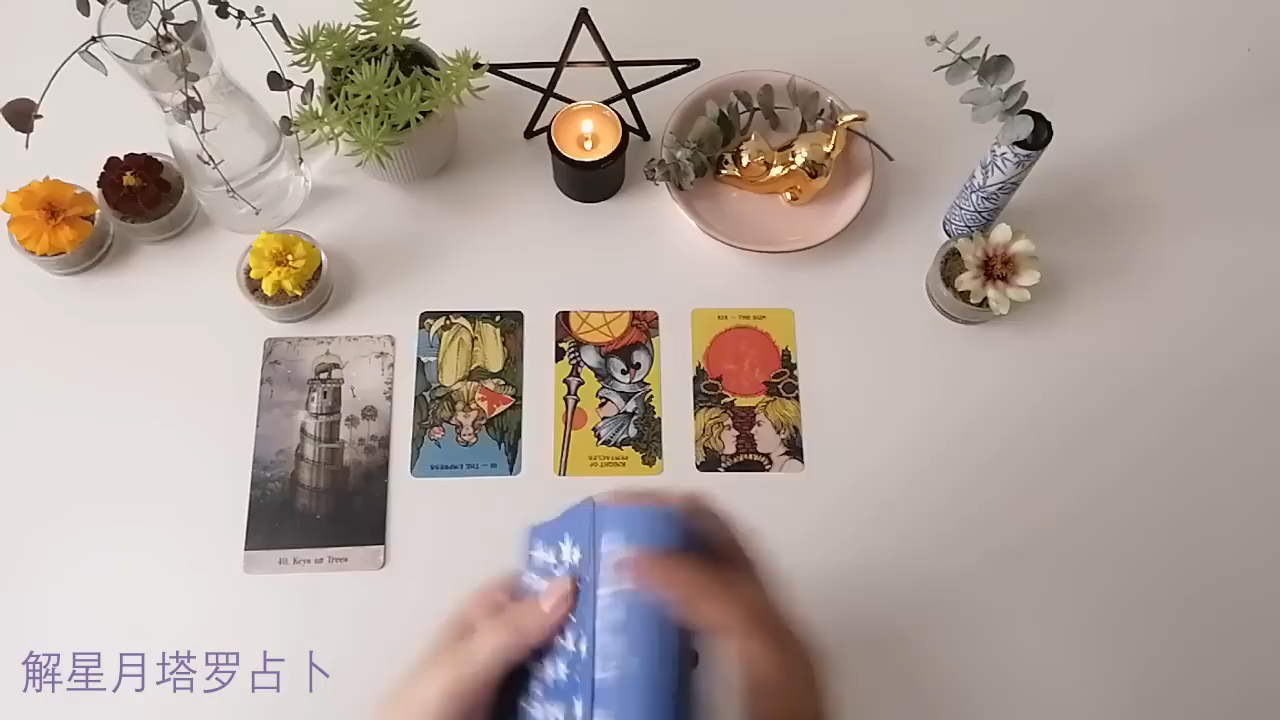 XIX — THE SUN
III — THE EMPRESS
KNIGHT OF
PENTACLES
40. Keys on Trees
解星月塔罗占卜